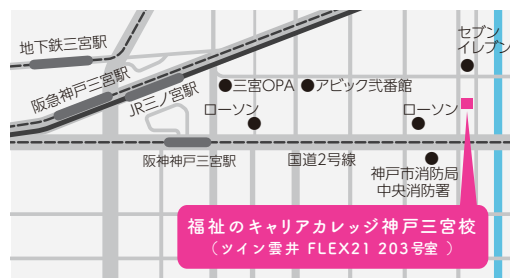 セブン
イレブン
地下鉄三宮駅
阪急神戸三宮駅
JR三ノ宮駅
三宮OPA
アビック弐番館
ローソン
ローソン
阪神神戸三宮駅
国道2号線
神戸市消防局
中央消防署
福祉のキャリアカレッジ神戸三宮校
（ツイン雲井 FLEX21 203号室 ）